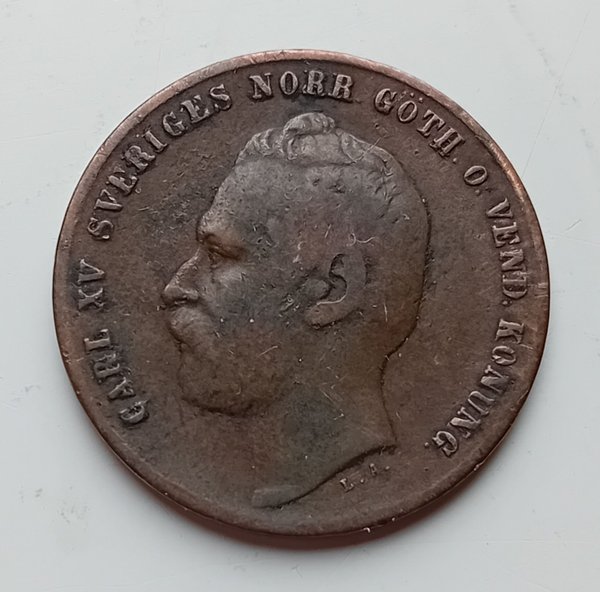 CARL XV SVERIGES NORR GÖTH. O. VEND. KONUNG.
L.A.